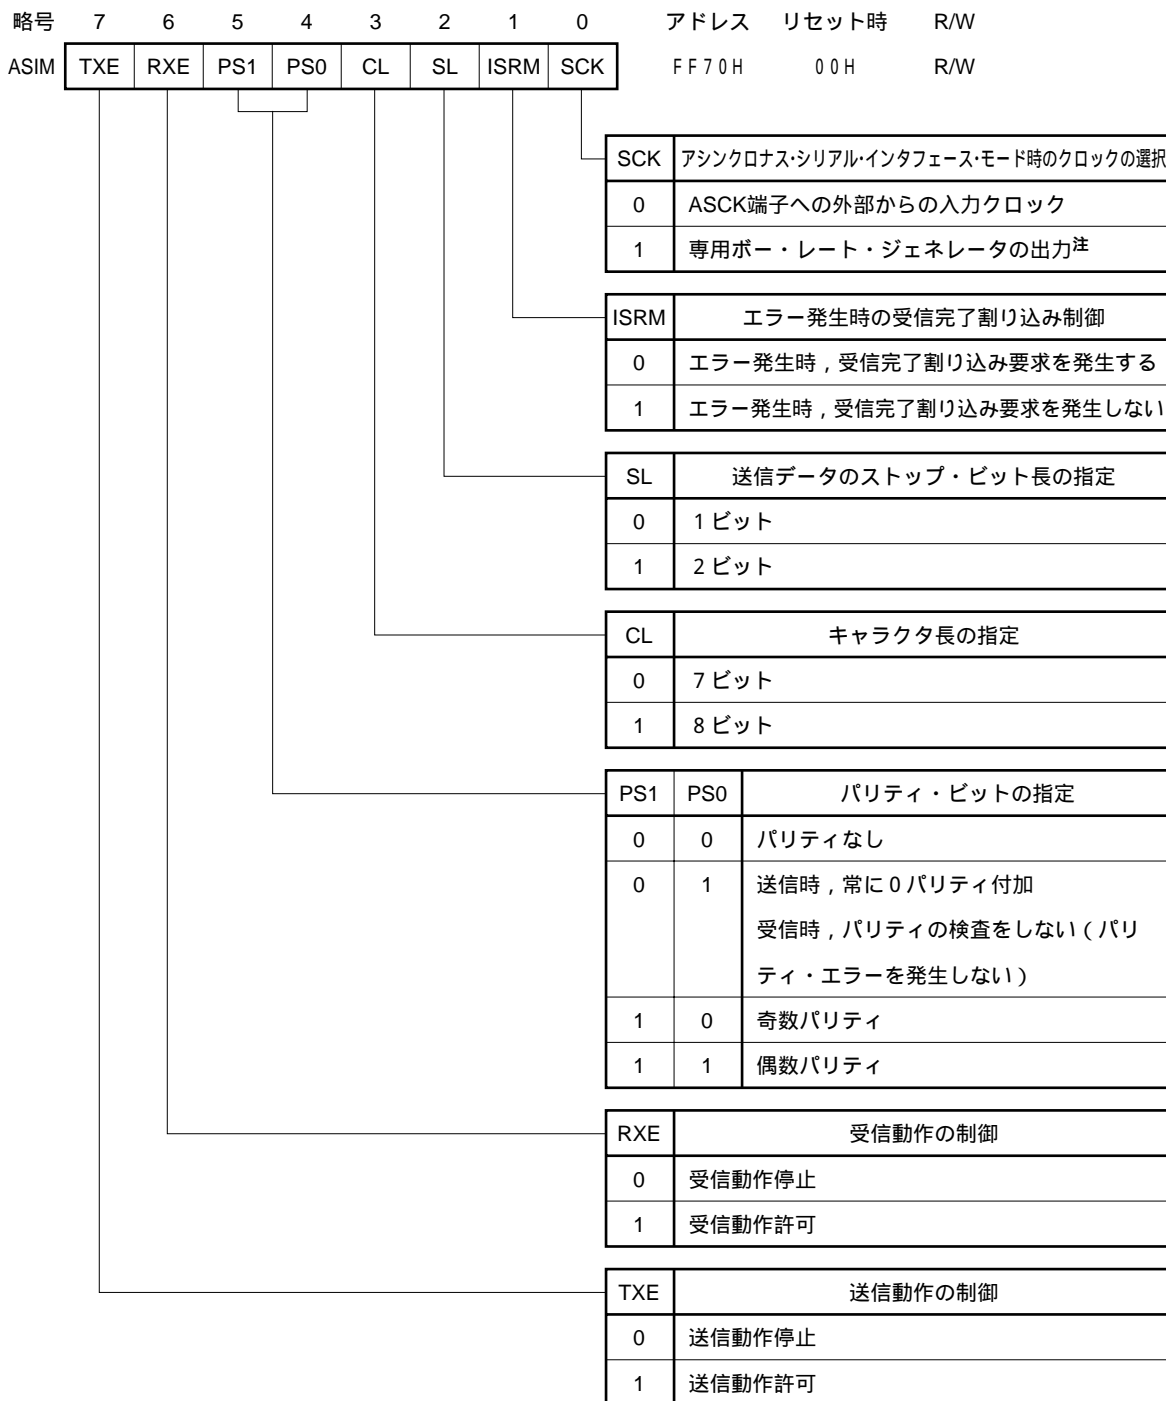 略号 7 6 5 4 3 2 1 0 アドレス リセット時 R/W
ASIM TXE RXE PS1 PS0 CL SL ISRM SCK FF70H 00H R/W
SCK アシンクロナス・シリアル・インタフェース・モード時のクロックの選択
0 ASCK端子への外部からの入力クロック
1 専用ボー・レート・ジェネレータの出力注
ISRM エラー発生時の受信完了割り込み制御
0 エラー発生時，受信完了割り込み要求を発生する
1 エラー発生時，受信完了割り込み要求を発生しない
SL 送信データのストップ・ビット長の指定
0 1ビット
1 2ビット
CL キャラクタ長の指定
0 7ビット
1 8ビット
PS1 PS0 パリティ・ビットの指定
0 0 パリティなし
0 1 送信時，常に0パリティ付加
受信時，パリティの検査をしない（パリ
ティ・エラーを発生しない）
1 0 奇数パリティ
1 1 偶数パリティ
RXE 受信動作の制御
0 受信動作停止
1 受信動作許可
TXE 送信動作の制御
0 送信動作停止
1 送信動作許可